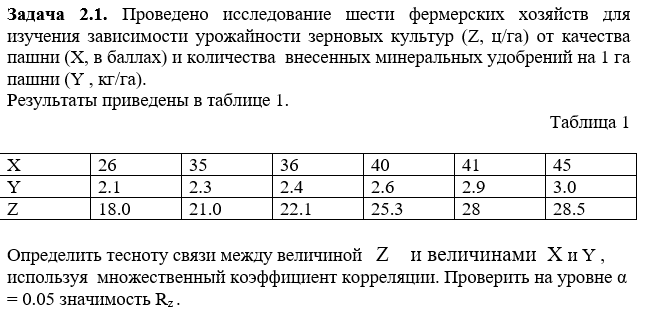 Задача 2.1. Проведено исследование шести фермерских хозяйств для
изучения зависимости урожайности зерновых культур (Z, ц/га) от качества
пашни (X, в баллах) и количества внесенных минеральных удобрений на 1 га
пашни (Y , кг/га).
Результаты приведены в таблице 1.
Таблица 1
X 26 35 36 40 41 45
Y 2.1 2.3 2.4 2.6 2.9 3.0
Z 18.0 21.0 22.1 25.3 28 28.5
Определить тесноту связи между величиной Z и величинами X и Y ,
используя множественный коэффициент корреляции. Проверить на уровне α
= 0.05 значимость Rz .